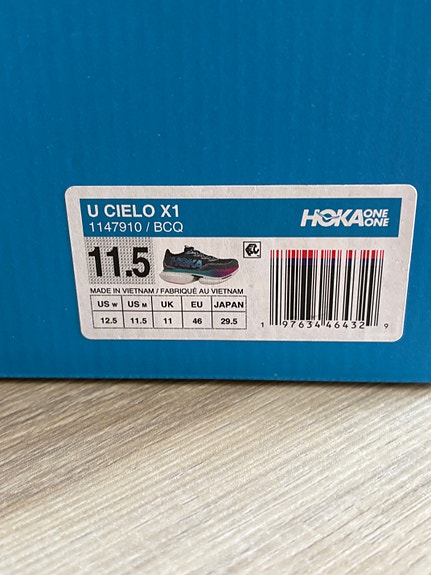 U CIELO X1
1147910 / BCQ
HOKA ONE ONE
11.5
HOKA
MADE IN VIETNAM / FABRIQUÉ AU VIETNAM
US W US M UK EU JAPAN
12.5 11.5 11 46 29.5
1 97634 46432 9